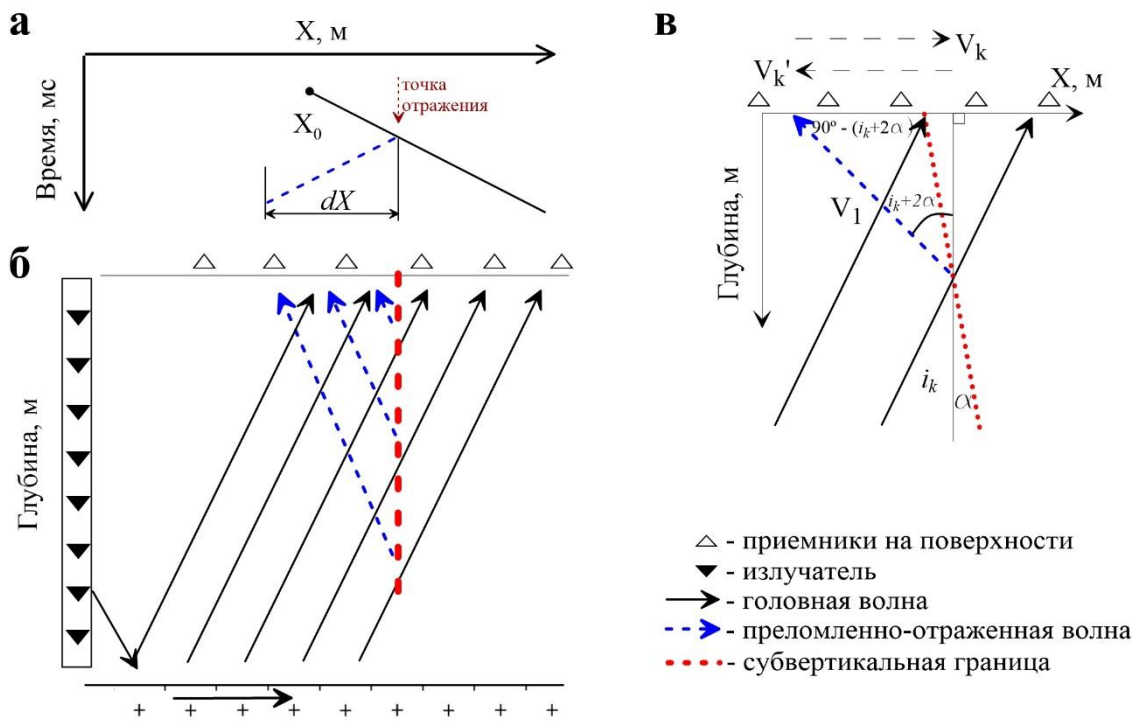 а
X, м
Время, мс
X₀
точка
отражения
dX
б
Глубина, м
+ + + + + + + + +
в
Vₖ
Vₖ'
X, м
90º - (iₖ+2α)
V₁
iₖ+2α
Глубина, м
iₖ
α
- приемники на поверхности
- излучатель
- головная волна
- преломленно-отраженная волна
- субвертикальная граница